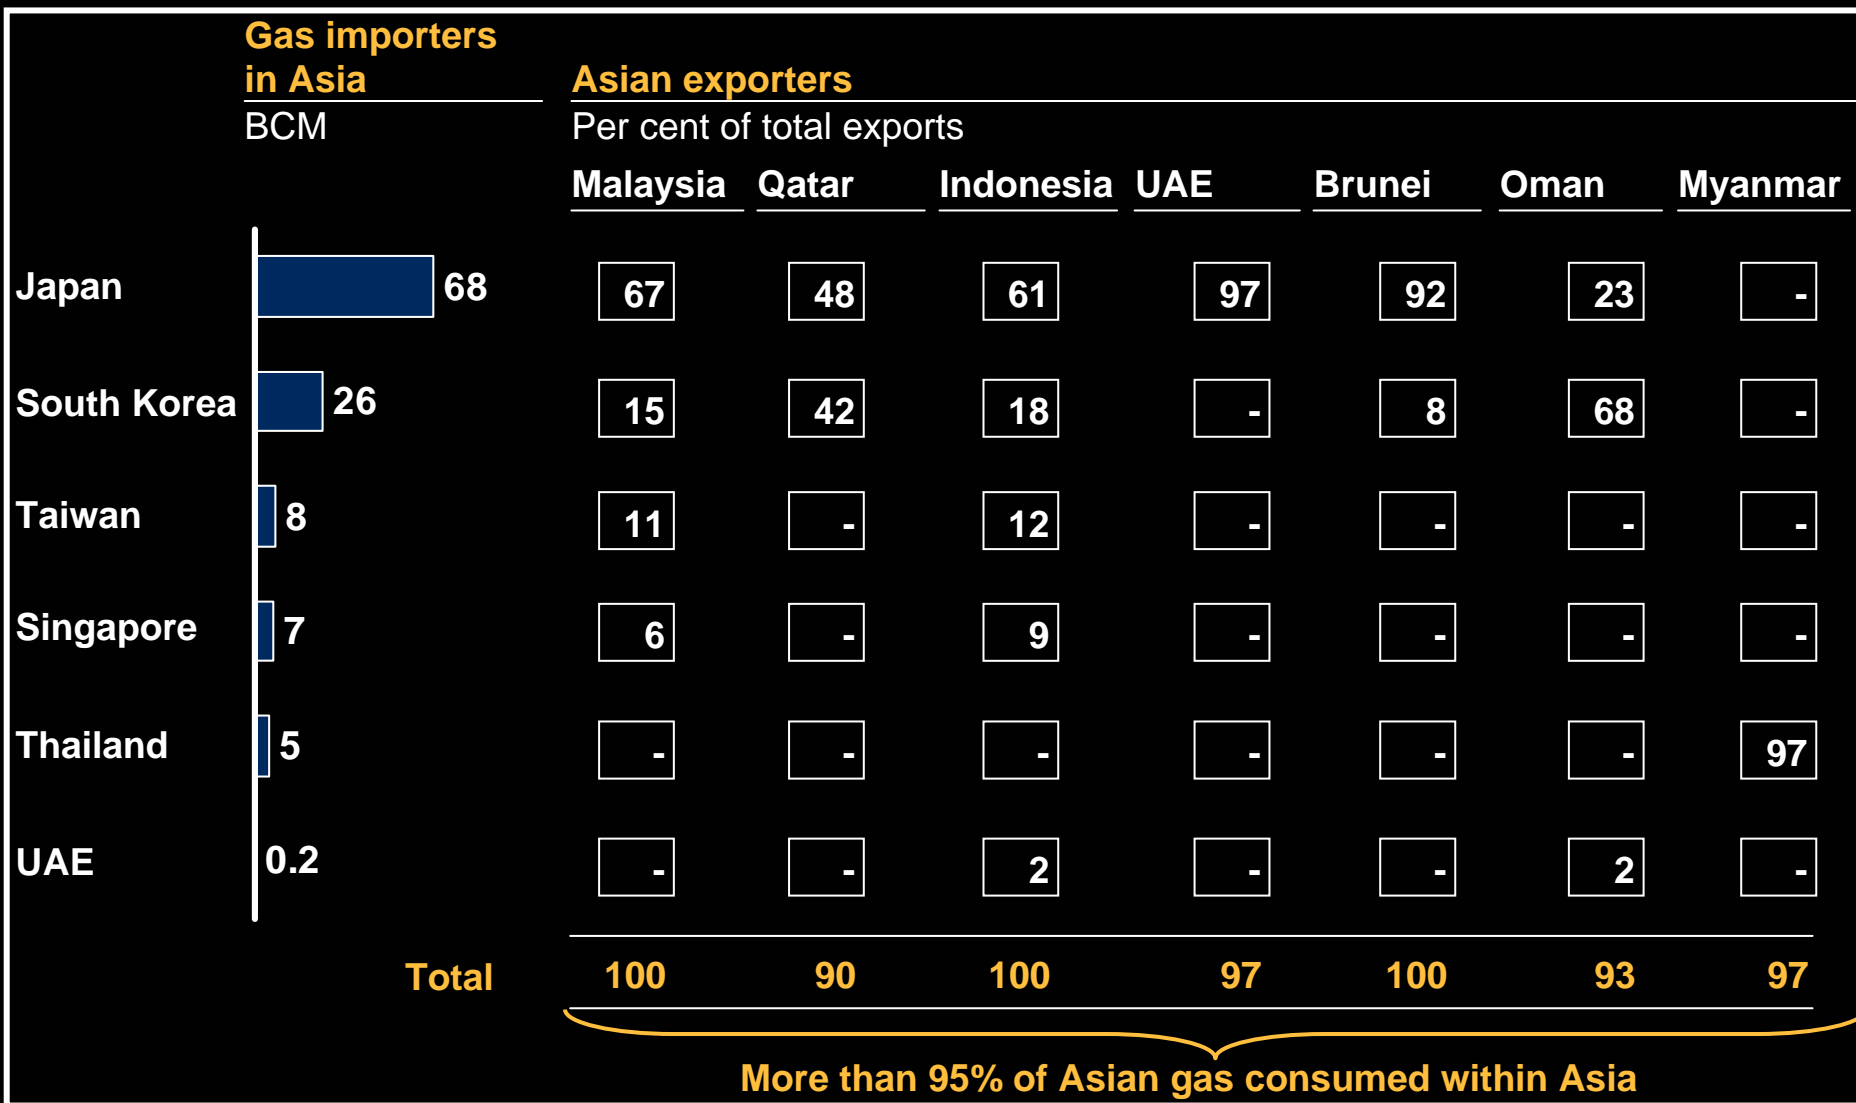 Gas importers
in Asia
Asian exporters
BCM
Per cent of total exports
Malaysia Qatar Indonesia UAE Brunei Oman Myanmar
Japan 68 67 48 61 97 92 23 -
South Korea 26 15 42 18 - 8 68 -
Taiwan 8 11 - 12 - - - -
Singapore 7 6 - 9 - - - -
Thailand 5 - - - - - - 97
UAE 0.2 - - 2 - - 2 -
Total 100 90 100 97 100 93 97
More than 95% of Asian gas consumed within Asia